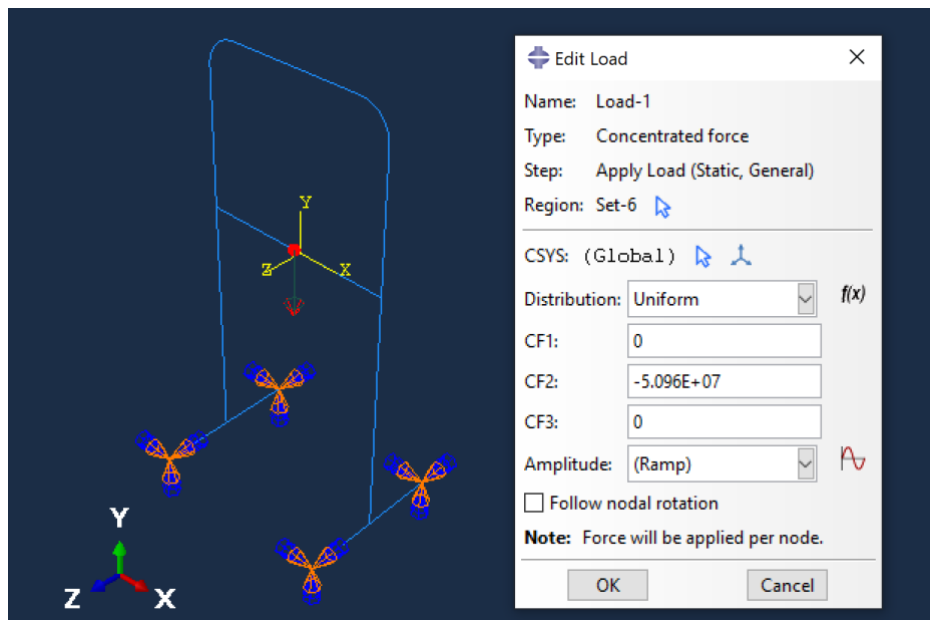 Y
Z
X
Y
Z
X
Edit Load
Name: Load-1
Type: Concentrated force
Step: Apply Load (Static, General)
Region: Set-6
CSYS: (Global)
Distribution: Uniform f(x)
CF1: 0
CF2: -5.096E+07
CF3: 0
Amplitude: (Ramp)
Follow nodal rotation
Note: Force will be applied per node.
OK Cancel